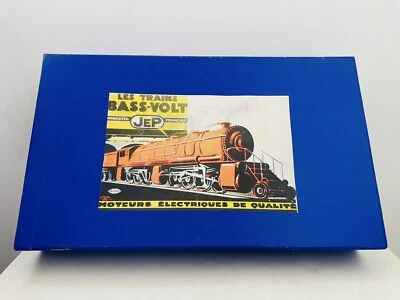 LES TRAINS
BASS-VOLT
JEP
MOTEURS ÉLECTRIQUES DE QUALITÉ